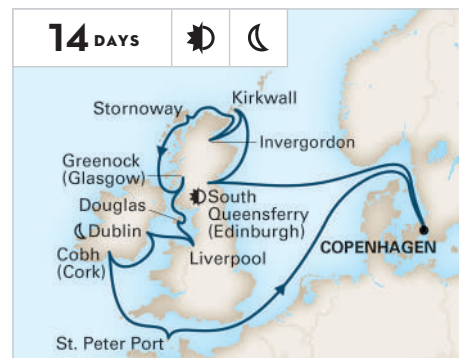 14 DAYS
Kirkwall
Stornoway
Invergordon
Greenock
(Glasgow)
South
Queensferry
(Edinburgh)
Douglas
Dublin
Cobh
(Cork)
Liverpool
COPENHAGEN
St. Peter Port